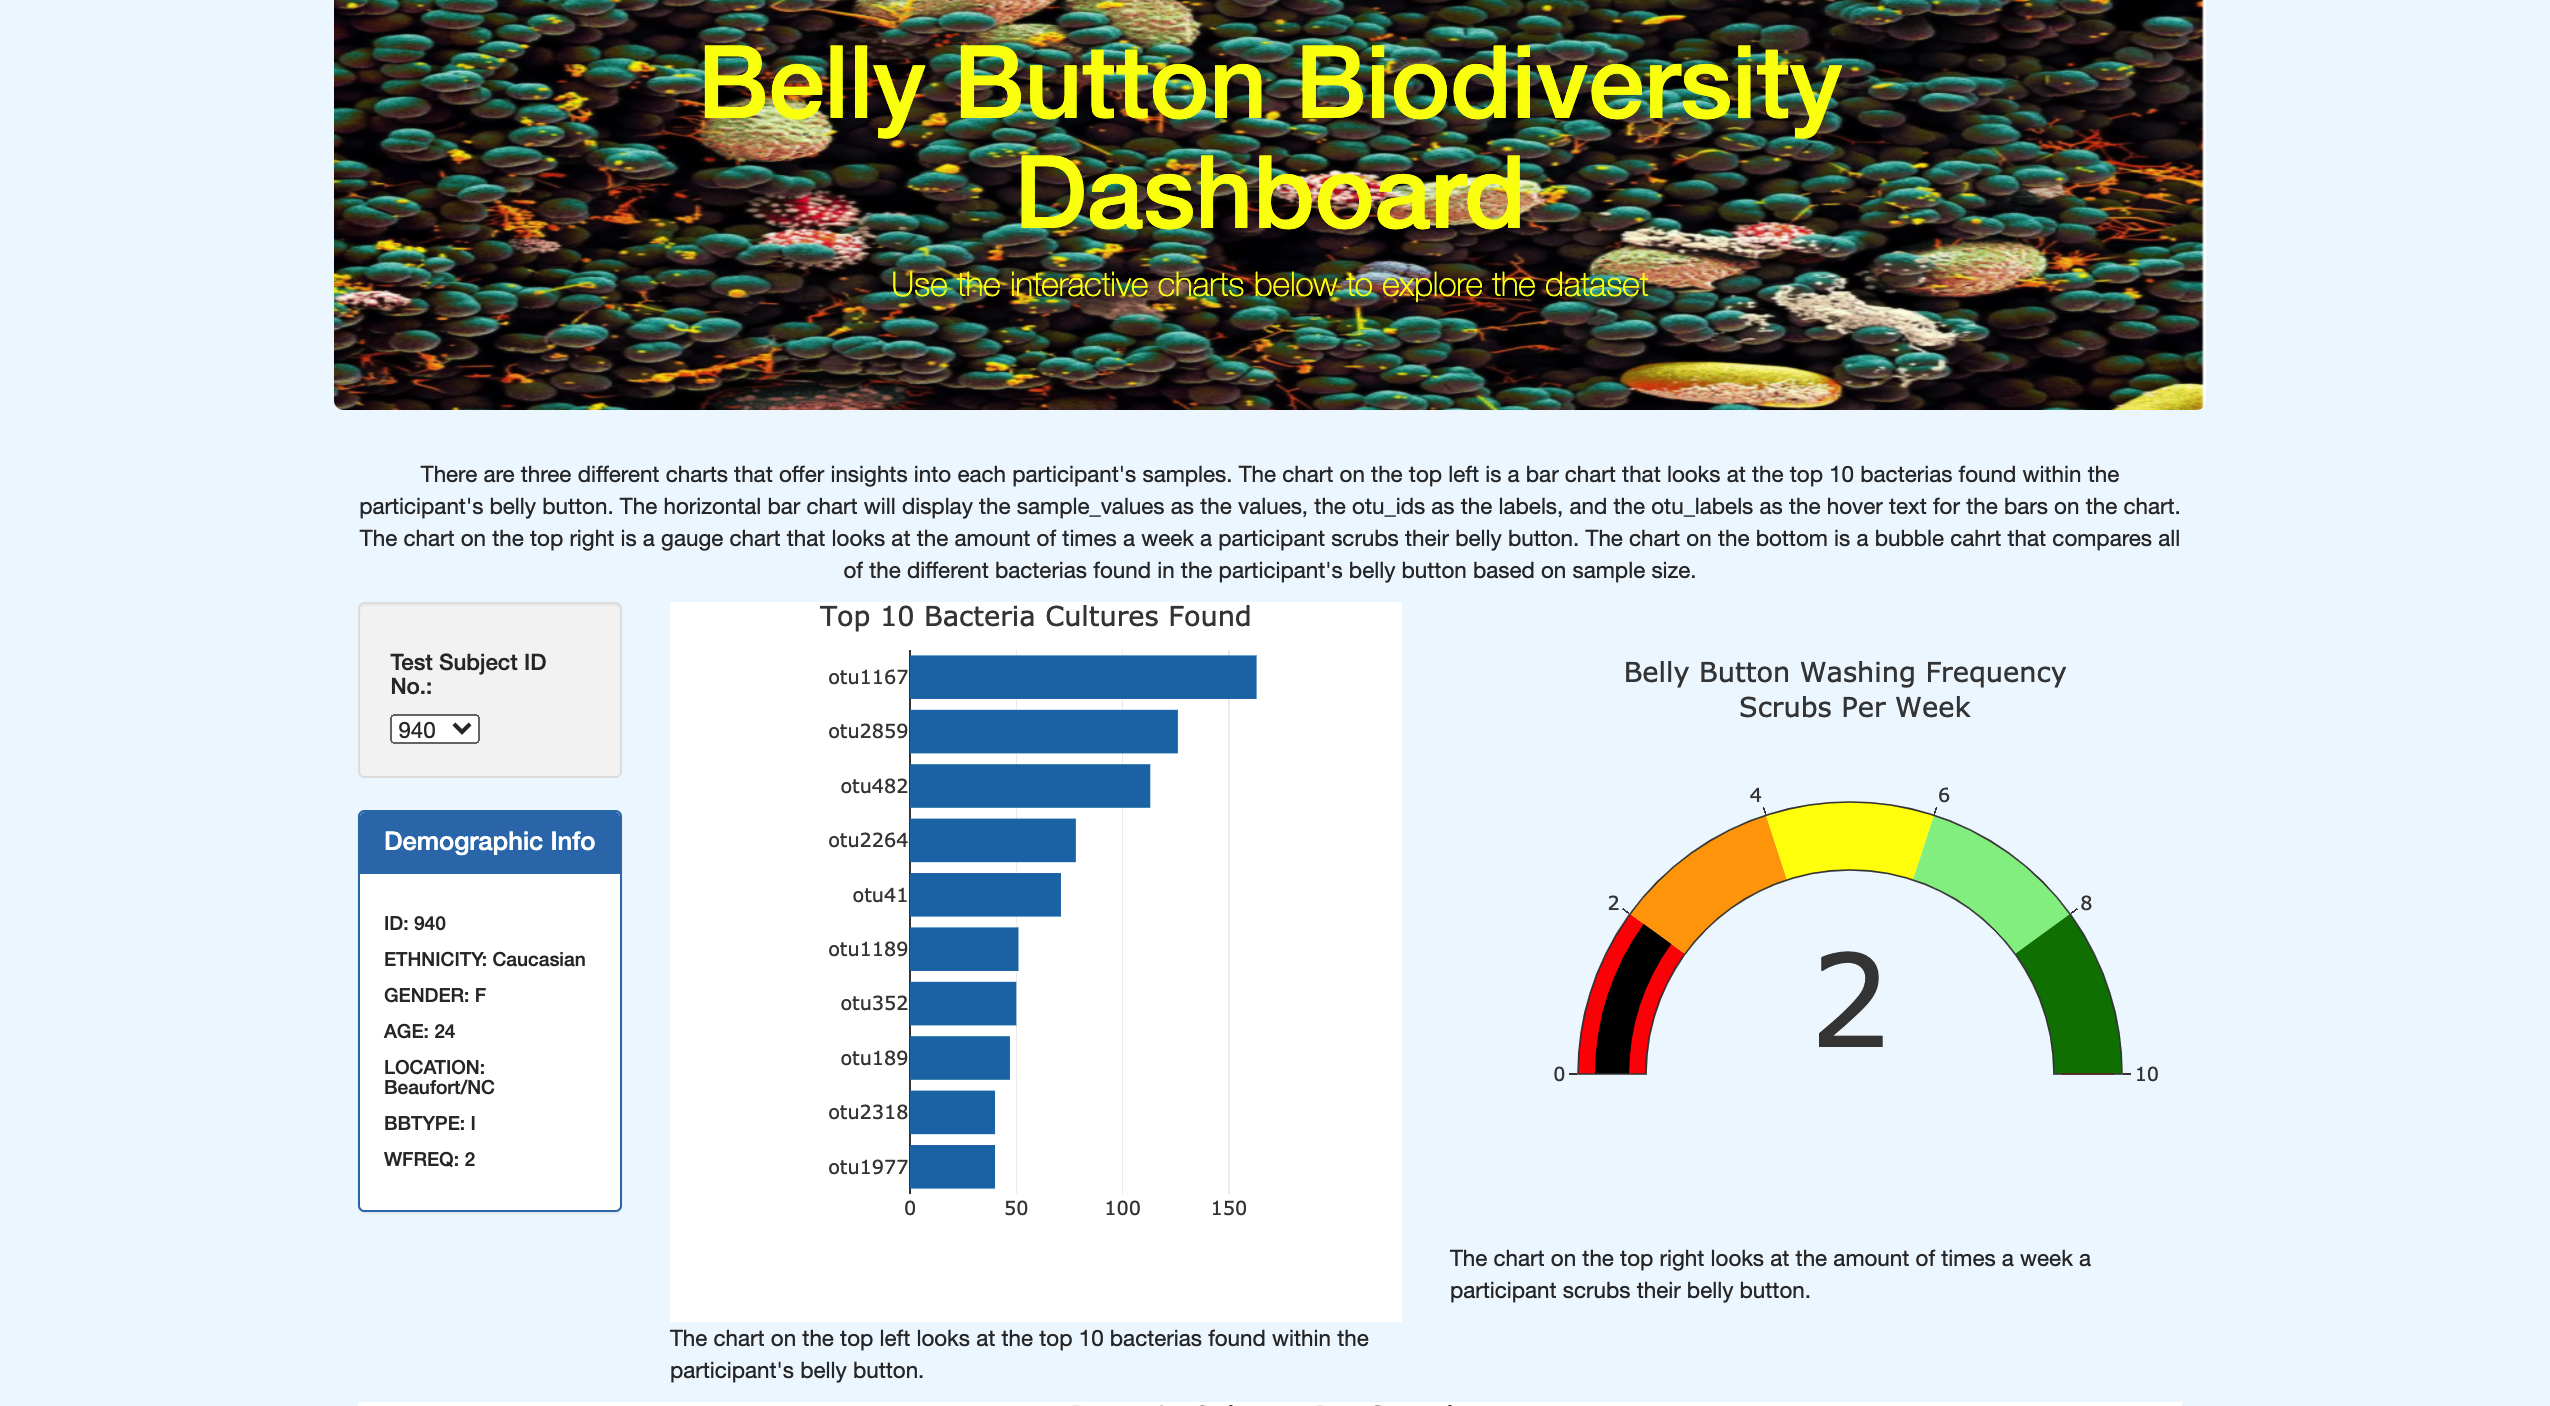 Belly Button Biodiversity
Dashboard
Use the interactive charts below to explore the dataset
There are three different charts that offer insights into each participant's samples. The chart on the top left is a bar chart that looks at the top 10 bacterias found within the
participant's belly button. The horizontal bar chart will display the sample_values as the values, the otu_ids as the labels, and the otu_labels as the hover text for the bars on the chart.
The chart on the top right is a gauge chart that looks at the amount of times a week a participant scrubs their belly button. The chart on the bottom is a bubble cahrt that compares all
of the different bacterias found in the participant's belly button based on sample size.
Test Subject ID
No.:
940
Demographic Info
ID: 940
ETHNICITY: Caucasian
GENDER: F
AGE: 24
LOCATION:
Beaufort/NC
BBTYPE: I
WFREQ: 2
Top 10 Bacteria Cultures Found
otu1167
otu2859
otu482
otu2264
otu41
otu1189
otu352
otu189
otu2318
otu1977
0 50 100 150
The chart on the top left looks at the top 10 bacterias found within the
participant's belly button.
Belly Button Washing Frequency
Scrubs Per Week
0
2
4
6
8
10
2
The chart on the top right looks at the amount of times a week a
participant scrubs their belly button.